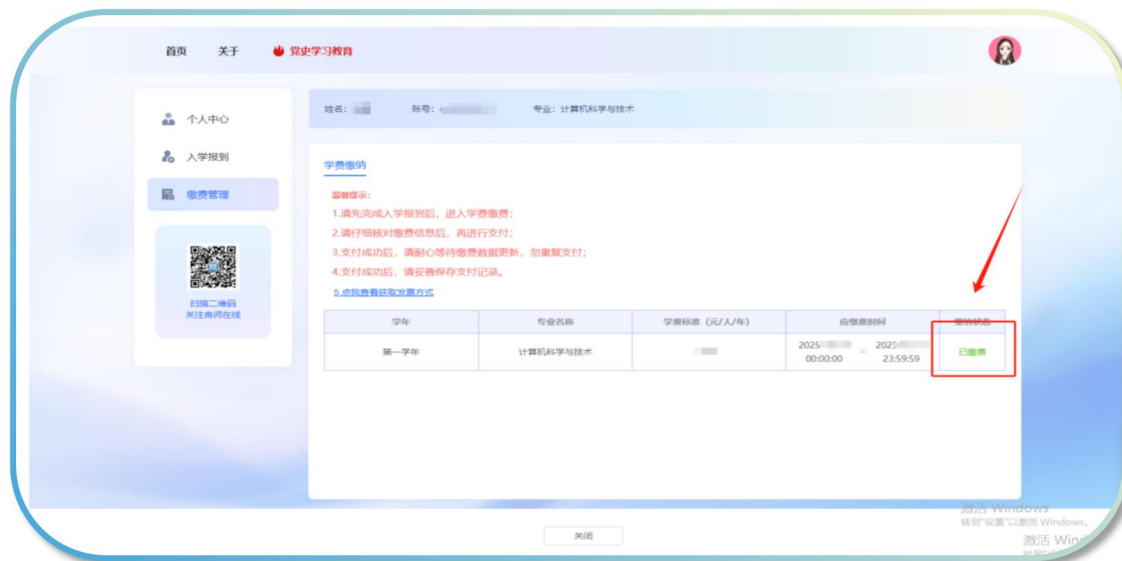 首页 关于 党史学习教育
姓名： 账号： 专业：计算机科学与技术
个人中心
入学报到
缴费管理
扫描二维码
关注奥师在线
学费缴纳
温馨提示：
1.请先完成入学报到后，进入学费缴费；
2.请仔细核对缴费信息后，再进行支付；
3.支付成功后，请耐心等待缴费数据更新，勿重复支付；
4.支付成功后，请妥善保存支付记录。
5.点我查看获取发票方式
学年 专业名称 学费标准（元/人/年） 应缴费时间 缴纳状态
第一学年 计算机科学与技术 2025 00:00:00 – 2025 23:59:59 已缴费
关闭
激活 Windows
转到“设置”以激活 Windows。
激活 Wind